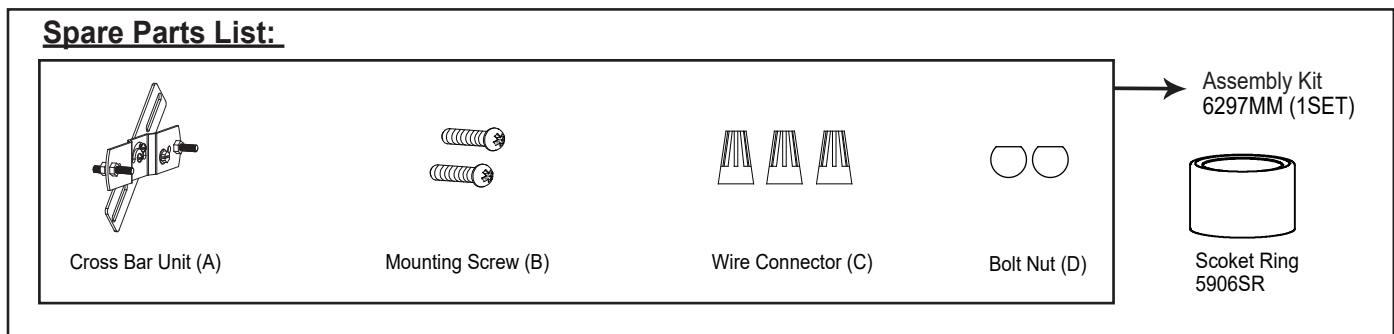 Spare Parts List:
Assembly Kit
6297MM (1SET)
Cross Bar Unit (A)
Mounting Screw (B)
Wire Connector (C)
Bolt Nut (D)
Scoket Ring
5906SR